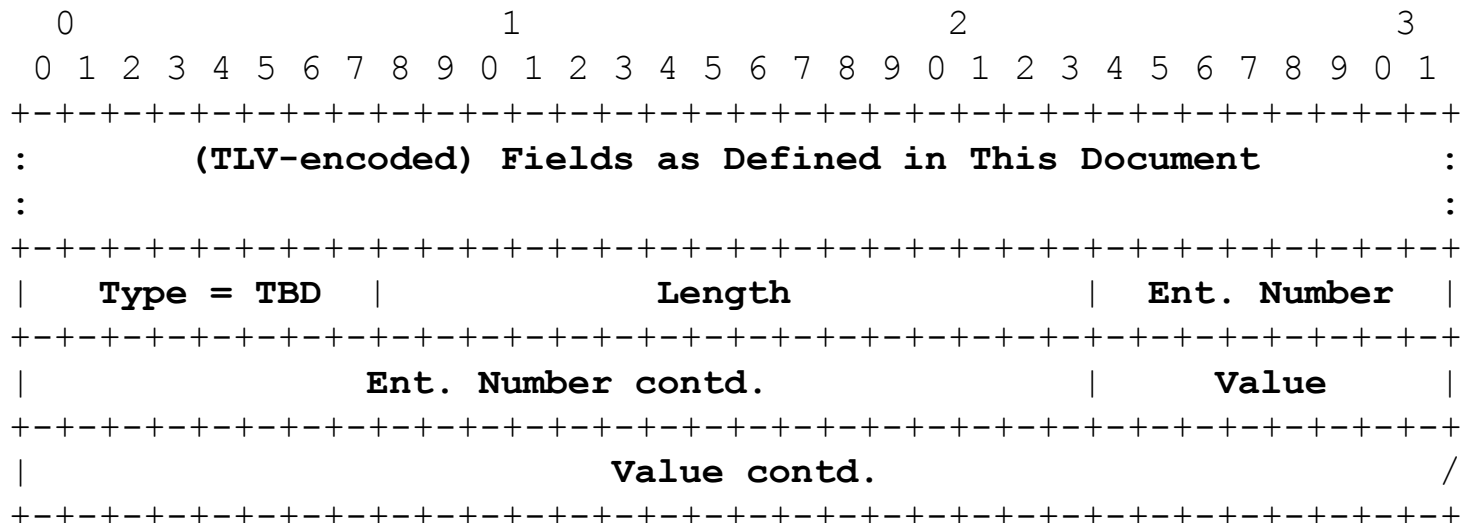 0                   1                   2                   3
0 1 2 3 4 5 6 7 8 9 0 1 2 3 4 5 6 7 8 9 0 1 2 3 4 5 6 7 8 9 0 1
+-+-+-+-+-+-+-+-+-+-+-+-+-+-+-+-+-+-+-+-+-+-+-+-+-+-+-+-+-+-+-+-+
:       (TLV-encoded) Fields as Defined in This Document        :
:                                                               :
+-+-+-+-+-+-+-+-+-+-+-+-+-+-+-+-+-+-+-+-+-+-+-+-+-+-+-+-+-+-+-+-+
|   Type = TBD  |            Length             |  Ent. Number  |
+-+-+-+-+-+-+-+-+-+-+-+-+-+-+-+-+-+-+-+-+-+-+-+-+-+-+-+-+-+-+-+-+
|               Ent. Number contd.              |     Value     |
+-+-+-+-+-+-+-+-+-+-+-+-+-+-+-+-+-+-+-+-+-+-+-+-+-+-+-+-+-+-+-+-+
|                          Value contd.                         /
+-+-+-+-+-+-+-+-+-+-+-+-+-+-+-+-+-+-+-+-+-+-+-+-+-+-+-+-+-+-+-+-+